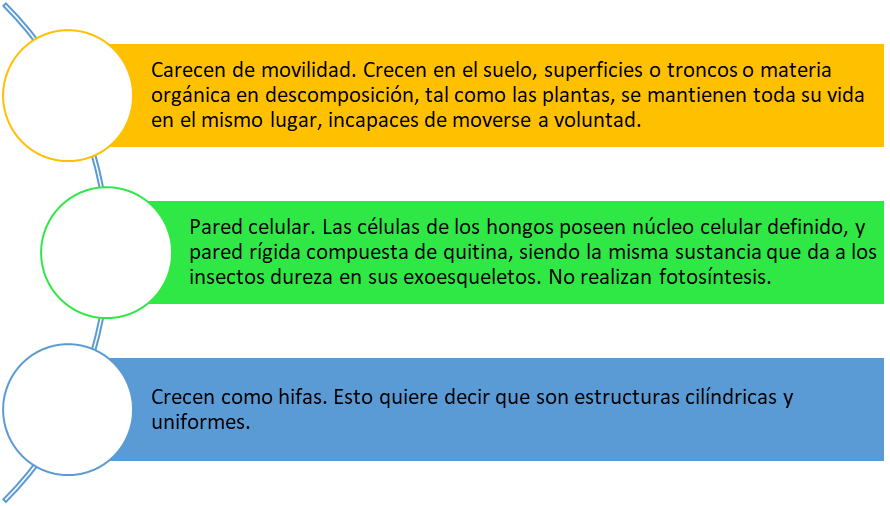 Carecen de movilidad. Crecen en el suelo, superficies o troncos o materia
orgánica en descomposición, tal como las plantas, se mantienen toda su vida
en el mismo lugar, incapaces de moverse a voluntad.
Pared celular. Las células de los hongos poseen núcleo celular definido, y
pared rígida compuesta de quitina, siendo la misma sustancia que da a los
insectos dureza en sus exoesqueletos. No realizan fotosíntesis.
Crecen como hifas. Esto quiere decir que son estructuras cilíndricas y
uniformes.